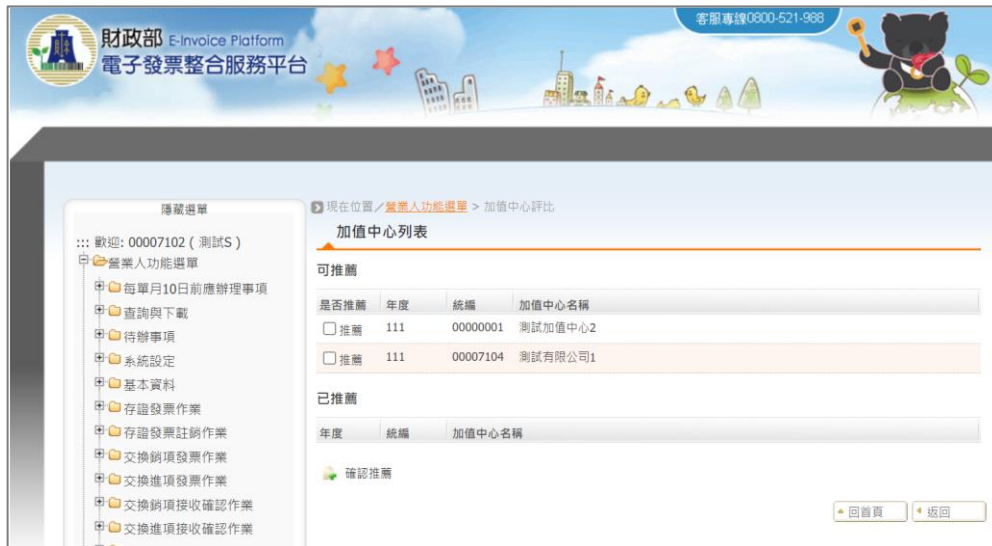 客服專線0800-521-988
財政部 E-Invoice Platform
電子發票整合服務平台
隱藏選單
::: 歡迎: 00007102 ( 測試S )
營業人功能選單
每單月10日前應辦理事項
查詢與下載
待辦事項
系統設定
基本資料
存證發票作業
存證發票註銷作業
交換銷項發票作業
交換進項發票作業
交換銷項接收確認作業
交換進項接收確認作業
現在位置／營業人功能選單 > 加值中心評比
加值中心列表
可推薦
是否推薦 年度 統編 加值中心名稱
推薦 111 00000001 測試加值中心2
推薦 111 00007104 測試有限公司1
已推薦
年度 統編 加值中心名稱
確認推薦
回首頁 返回